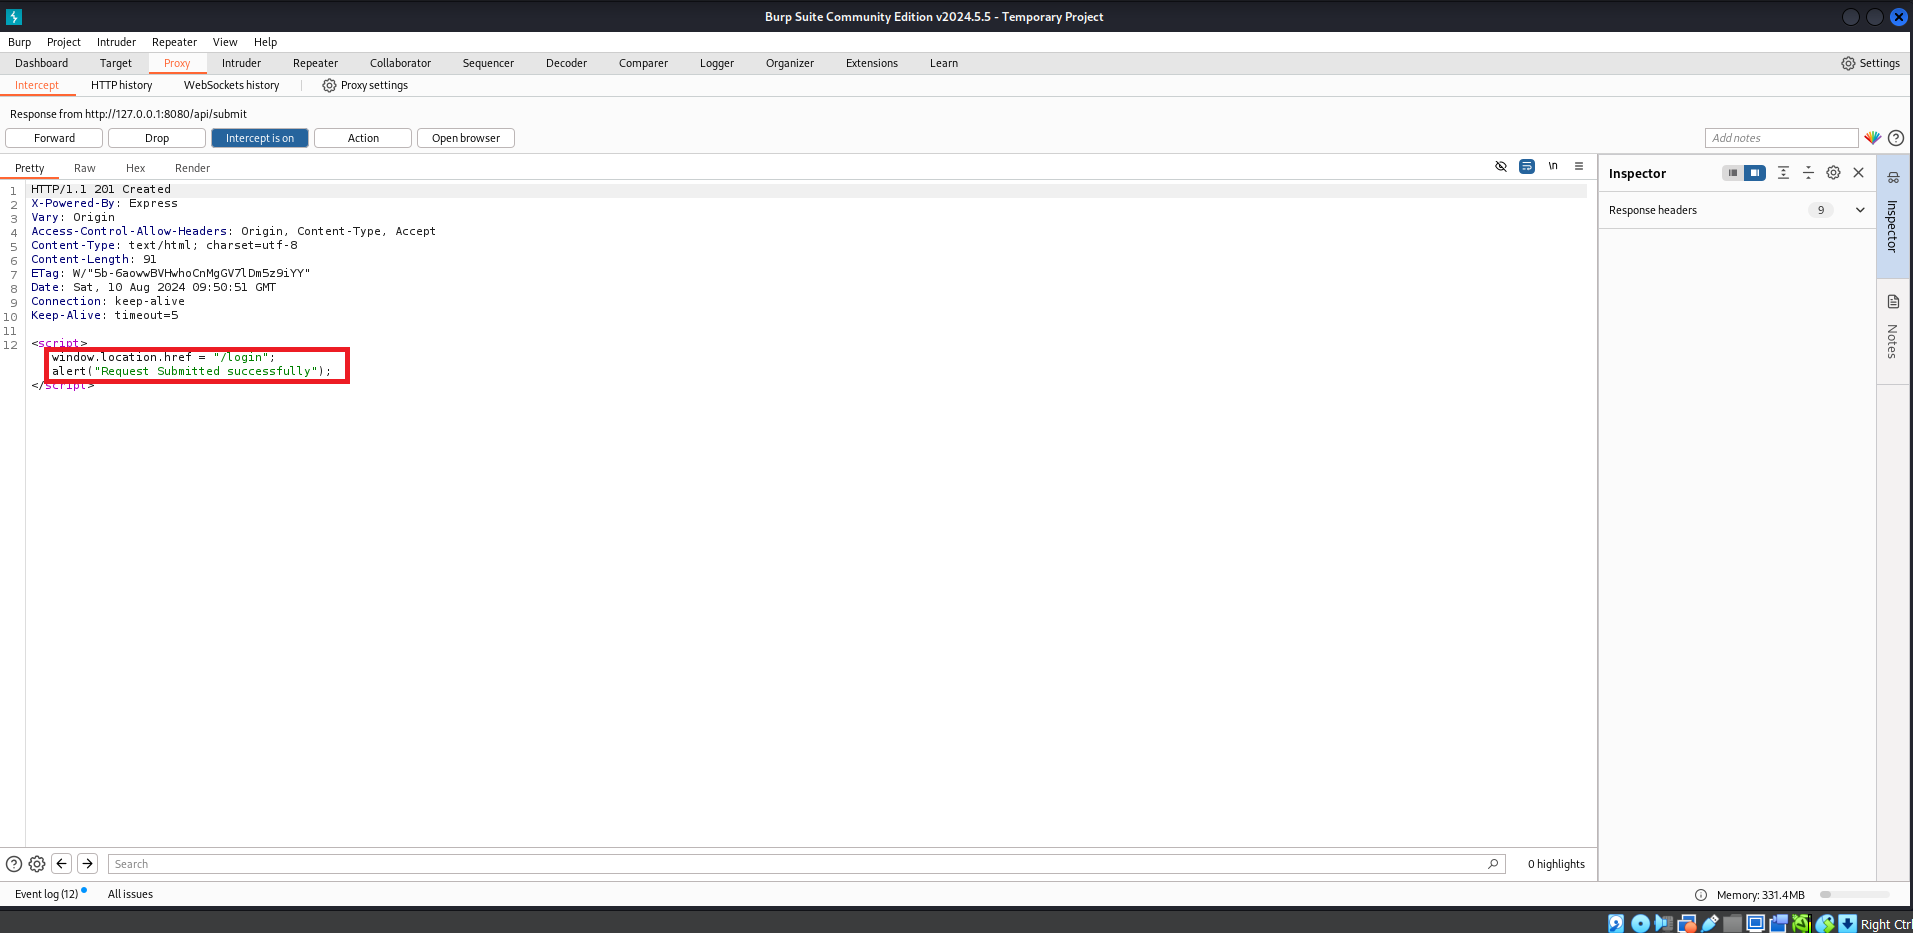 Burp Suite Community Edition v2024.5.5 - Temporary Project
Burp Project Intruder Repeater View Help
Dashboard Target Proxy Intruder Repeater Collaborator Sequencer Decoder Comparer Logger Organizer Extensions Learn Settings
Intercept HTTP history WebSockets history Proxy settings
Response from http://127.0.0.1:8080/api/submit
Forward Drop Intercept is on Action Open browser Add notes
Pretty Raw Hex Render \n
Inspector
Response headers 9
Inspector
Notes
1 HTTP/1.1 201 Created
2 X-Powered-By: Express
3 Vary: Origin
4 Access-Control-Allow-Headers: Origin, Content-Type, Accept
5 Content-Type: text/html; charset=utf-8
6 Content-Length: 91
7 ETag: W/"5b-6aowwBVHwhoCnMgGV7lDm5z9iYY"
8 Date: Sat, 10 Aug 2024 09:50:51 GMT
9 Connection: keep-alive
10 Keep-Alive: timeout=5
11
12 <script>
window.location.href = "/login";
alert("Request Submitted successfully");
</script>
Search 0 highlights
Event log (12) All issues Memory: 331.4MB
Right Ctrl